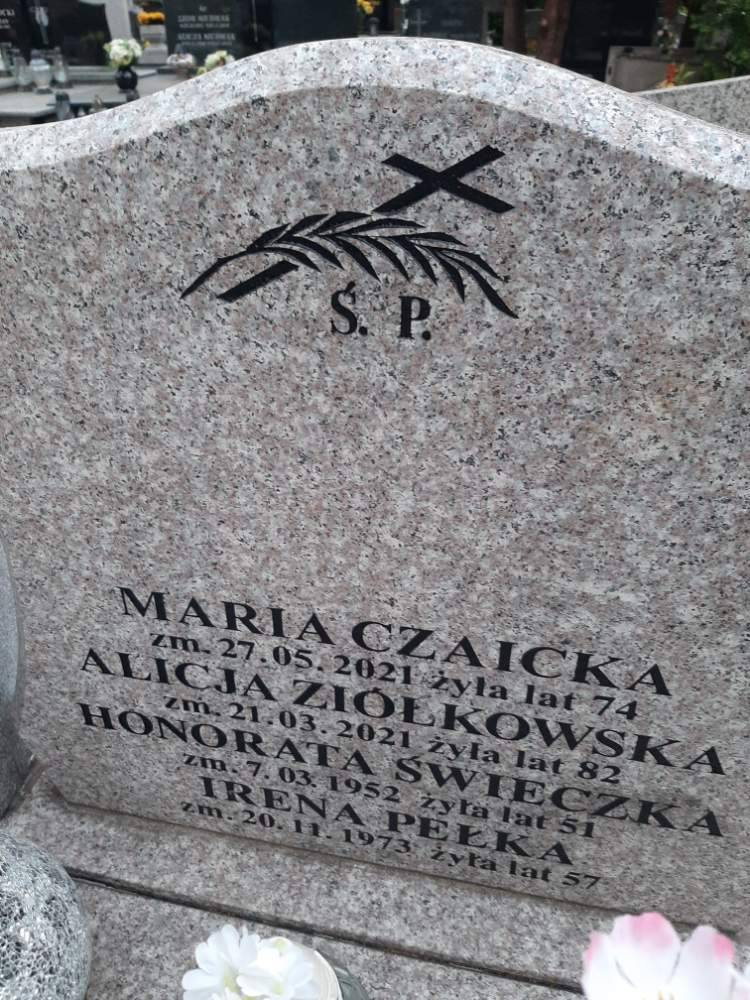 Ś. P.
MARIA CZAICKA
zm. 27.05.2021 żyła lat 74
ALICJA ZIÓŁKOWSKA
zm. 21.03.2021 żyła lat 82
HONORATA ŚWIECZKA
zm. 7.03.1952 żyła lat 51
IRENA PEŁKA
zm. 20.11.1973 żyła lat 57